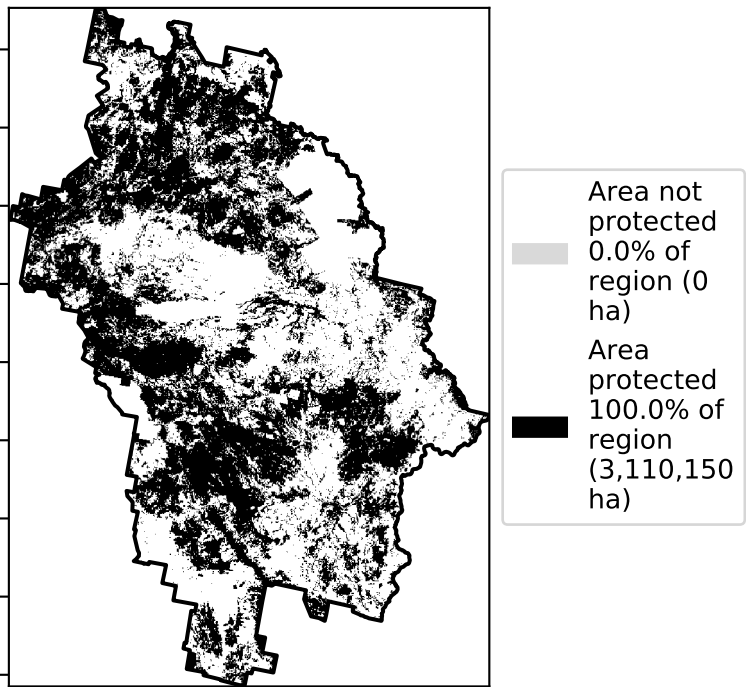 Area not
protected
0.0% of
region (0
ha)
Area
protected
100.0% of
region
(3,110,150
ha)